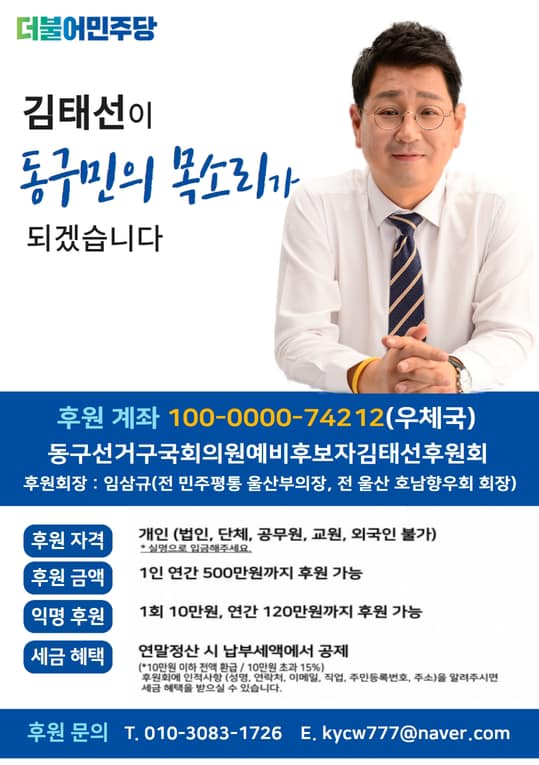 더불어민주당
김태선이
동구민의 목소리가
되겠습니다
후원 계좌 100-0000-74212(우체국)
동구선거구국회의원예비후보자김태선후원회
후원회장 : 임삼규(전 민주평통 울산부의장, 전 울산 호남향우회 회장)
후원 자격 개인 (법인, 단체, 공무원, 교원, 외국인 불가)
* 실명으로 입금해주세요.
후원 금액 1인 연간 500만원까지 후원 가능
익명 후원 1회 10만원, 연간 120만원까지 후원 가능
세금 혜택 연말정산 시 납부세액에서 공제
(*10만원 이하 전액 환급 / 10만원 초과 15%)
후원회에 인적사항 (성명, 연락처, 이메일, 직업, 주민등록번호, 주소)을 알려주시면
세금 혜택을 받으실 수 있습니다.
후원 문의 T. 010-3083-1726 E. kycw777@naver.com